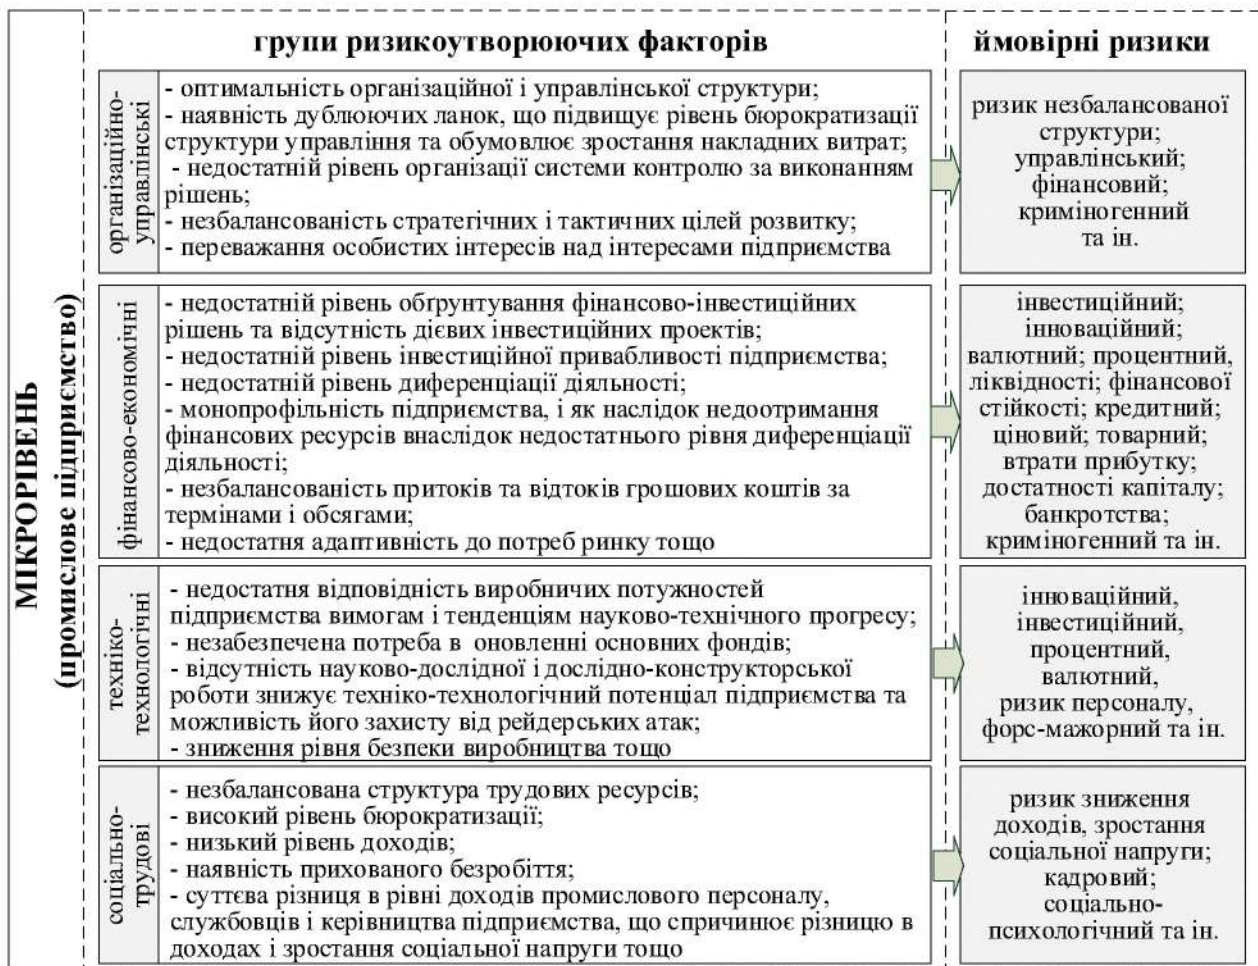 групи ризикоутворюючих факторів
ймовірні ризики
МІКРОРІВЕНЬ
(промислове підприємство)
організаційно-
управлінські
- оптимальність організаційної і управлінської структури;
- наявність дублюючих ланок, що підвищує рівень бюрократизації
структури управління та обумовлює зростання накладних витрат;
- недостатній рівень організації системи контролю за виконанням
рішень;
- незбалансованість стратегічних і тактичних цілей розвитку;
- переважання особистих інтересів над інтересами підприємства
ризик незбалансованої
структури;
управлінський;
фінансовий;
криміногенний
та ін.
фінансово-економічні
- недостатній рівень обґрунтування фінансово-інвестиційних
рішень та відсутність дієвих інвестиційних проектів;
- недостатній рівень інвестиційної привабливості підприємства;
- недостатній рівень диференціації діяльності;
- монопрофільність підприємства, і як наслідок недоотримання
фінансових ресурсів внаслідок недостатнього рівня диференціації
діяльності;
- незбалансованість притоків та відтоків грошових коштів за
термінами і обсягами;
- недостатня адаптивність до потреб ринку тощо
інвестиційний;
інноваційний;
валютний; процентний,
ліквідності; фінансової
стійкості; кредитний;
ціновий; товарний;
втрати прибутку;
достатності капіталу;
банкротства;
криміногенний та ін.
техніко-
технологічні
- недостатня відповідність виробничих потужностей
підприємства вимогам і тенденціям науково-технічного прогресу;
- незабезпечена потреба в оновленні основних фондів;
- відсутність науково-дослідної і дослідно-конструкторської
роботи знижує техніко-технологічний потенціал підприємства та
можливість його захисту від рейдерських атак;
- зниження рівня безпеки виробництва тощо
інноваційний,
інвестиційний,
процентний,
валютний,
ризик персоналу,
форс-мажорний та ін.
соціально-
трудові
- незбалансована структура трудових ресурсів;
- високий рівень бюрократизації;
- низький рівень доходів;
- наявність прихованого безробіття;
- суттєва різниця в рівні доходів промислового персоналу,
службовців і керівництва підприємства, що спричинює різницю в
доходах і зростання соціальної напруги тощо
ризик зниження
доходів, зростання
соціальної напруги;
кадровий;
соціально-
психологічний та ін.